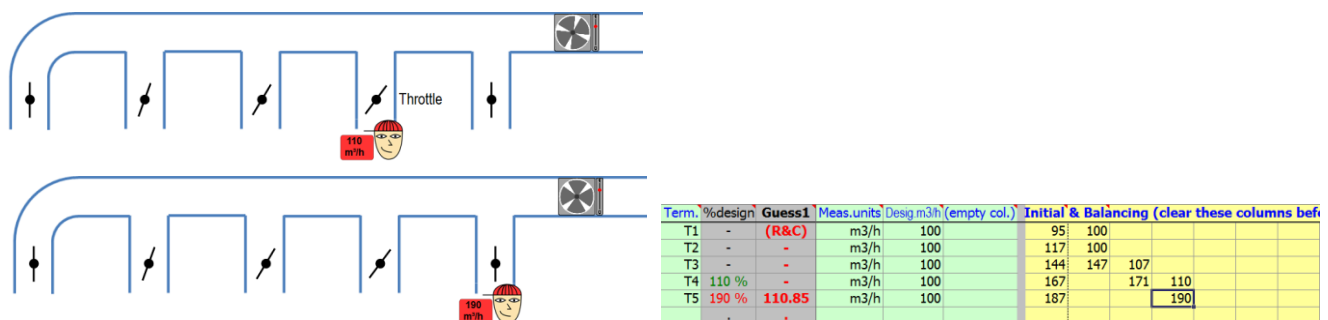 Throttle
110
m³/h
190
m³/h
Term. %design Guess1 Meas.units Desig.m3/h (empty col.) Initial & Balancing (clear these columns befo
T1 - (R&C) m3/h 100 95 100
T2 - - m3/h 100 117 100
T3 - - m3/h 100 144 147 107
T4 110 % - m3/h 100 167 171 110
T5 190 % 110.85 m3/h 100 187 190
- -